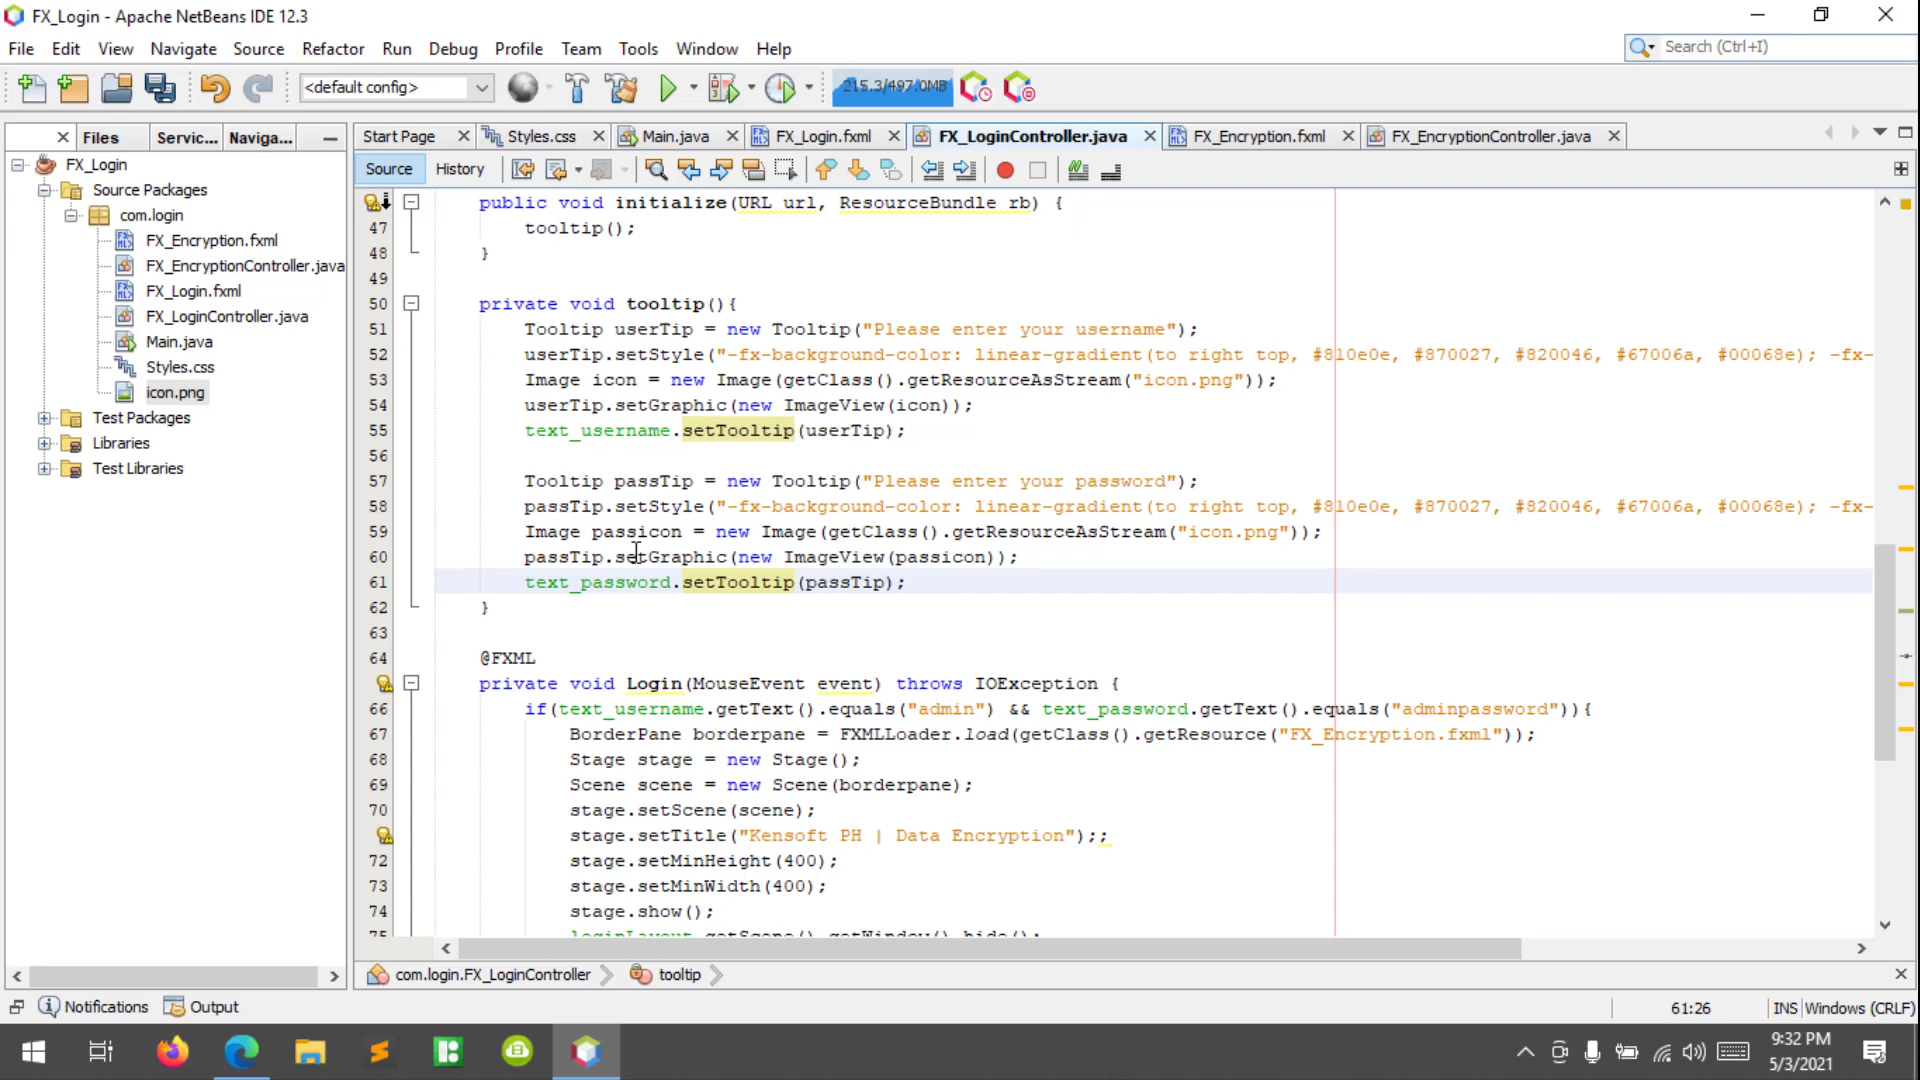 FX_Login - Apache NetBeans IDE 12.3
File Edit View Navigate Source Refactor Run Debug Profile Team Tools Window Help
Search (Ctrl+I)
<default config>
215.3/497.0MB
Files Servic... Naviga...
Start Page Styles.css Main.java FX_Login.fxml FX_LoginController.java FX_Encryption.fxml FX_EncryptionController.java
Source History
FX_Login
Source Packages
com.login
FX_Encryption.fxml
FX_EncryptionController.java
FX_Login.fxml
FX_LoginController.java
Main.java
Styles.css
icon.png
Test Packages
Libraries
Test Libraries
public void initialize(URL url, ResourceBundle rb) {
47 tooltip();
48 }
49
50 private void tooltip(){
51 Tooltip userTip = new Tooltip("Please enter your username");
52 userTip.setStyle("-fx-background-color: linear-gradient(to right top, #810e0e, #870027, #820046, #67006a, #00068e); -fx-
53 Image icon = new Image(getClass().getResourceAsStream("icon.png"));
54 userTip.setGraphic(new ImageView(icon));
55 text_username.setTooltip(userTip);
56
57 Tooltip passTip = new Tooltip("Please enter your password");
58 passTip.setStyle("-fx-background-color: linear-gradient(to right top, #810e0e, #870027, #820046, #67006a, #00068e); -fx-
59 Image passicon = new Image(getClass().getResourceAsStream("icon.png"));
60 passTip.setGraphic(new ImageView(passicon));
61 text_password.setTooltip(passTip);
62 }
63
64 @FXML
private void Login(MouseEvent event) throws IOException {
66 if(text_username.getText().equals("admin") && text_password.getText().equals("adminpassword")){
67 BorderPane borderpane = FXMLLoader.load(getClass().getResource("FX_Encryption.fxml"));
68 Stage stage = new Stage();
69 Scene scene = new Scene(borderpane);
70 stage.setScene(scene);
stage.setTitle("Kensoft PH | Data Encryption");;
72 stage.setMinHeight(400);
73 stage.setMinWidth(400);
74 stage.show();
75 loginLayout.getScene().getWindow().hide();
com.login.FX_LoginController tooltip
Notifications Output
61:26 INS Windows (CRLF)
9:32 PM
5/3/2021